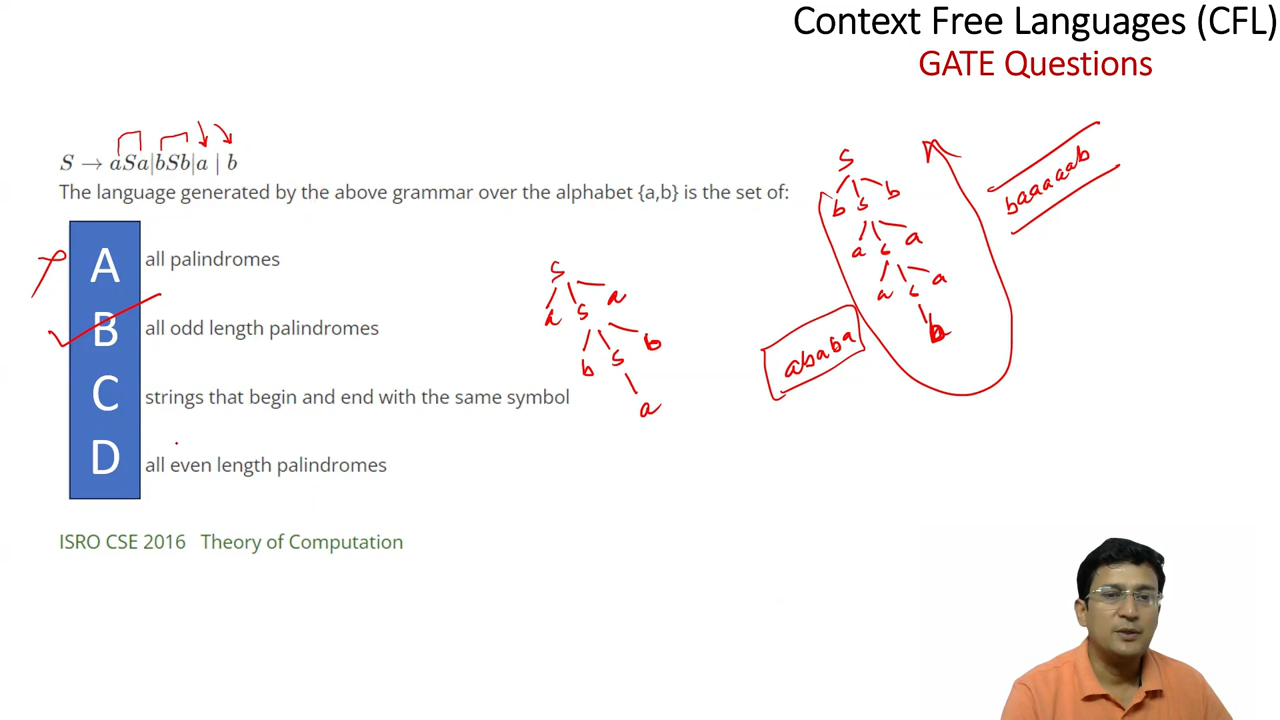 Context Free Languages (CFL)
GATE Questions
S → aSa|bSb|a | b
The language generated by the above grammar over the alphabet {a,b} is the set of:
A all palindromes
B all odd length palindromes
C strings that begin and end with the same symbol
D all even length palindromes
ISRO CSE 2016 Theory of Computation
S
a S a
b S b
a
ababa
S
b S b
a S a
a S a
b
baaaaab